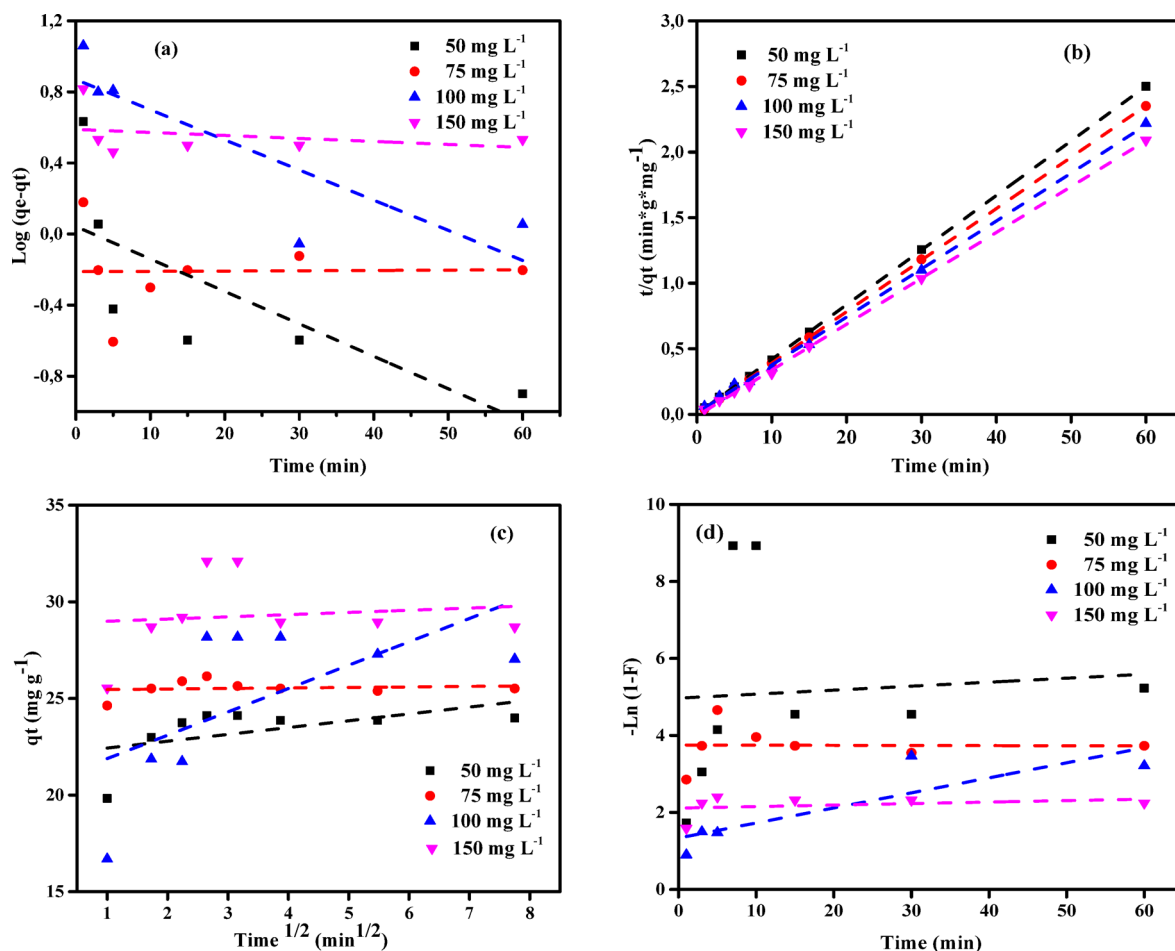 (a)
50 mg L-1
75 mg L-1
100 mg L-1
150 mg L-1
1,2
0,8
0,4
0,0
-0,4
-0,8
Log (qe-qt)
0 10 20 30 40 50 60
Time (min)
(b)
50 mg L-1
75 mg L-1
100 mg L-1
150 mg L-1
3,0
2,5
2,0
1,5
1,0
0,5
0,0
t/qt (min*g*mg-1)
0 10 20 30 40 50 60
Time (min)
(c)
35
30
25
20
15
qt (mg g-1)
50 mg L-1
75 mg L-1
100 mg L-1
150 mg L-1
1 2 3 4 5 6 7 8
Time 1/2 (min1/2)
(d)
50 mg L-1
75 mg L-1
100 mg L-1
150 mg L-1
10
8
6
4
2
0
-Ln (1-F)
0 10 20 30 40 50 60
Time (min)